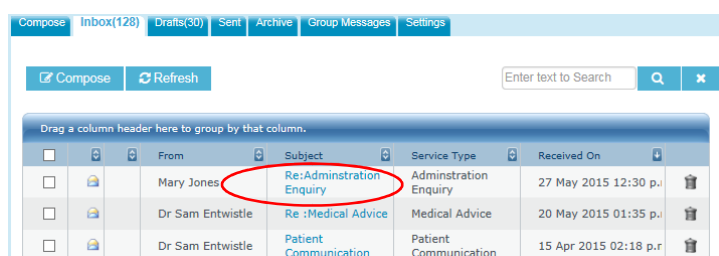 Compose Inbox(128) Drafts(30) Sent Archive Group Messages Settings
Compose Refresh Enter text to Search
Drag a column header here to group by that column.
From Subject Service Type Received On
Mary Jones Re:Adminstration Enquiry Adminstration Enquiry 27 May 2015 12:30 p.
Dr Sam Entwistle Re :Medical Advice Medical Advice 20 May 2015 01:35 p.
Dr Sam Entwistle Patient Communication Patient Communication 15 Apr 2015 02:18 p.r